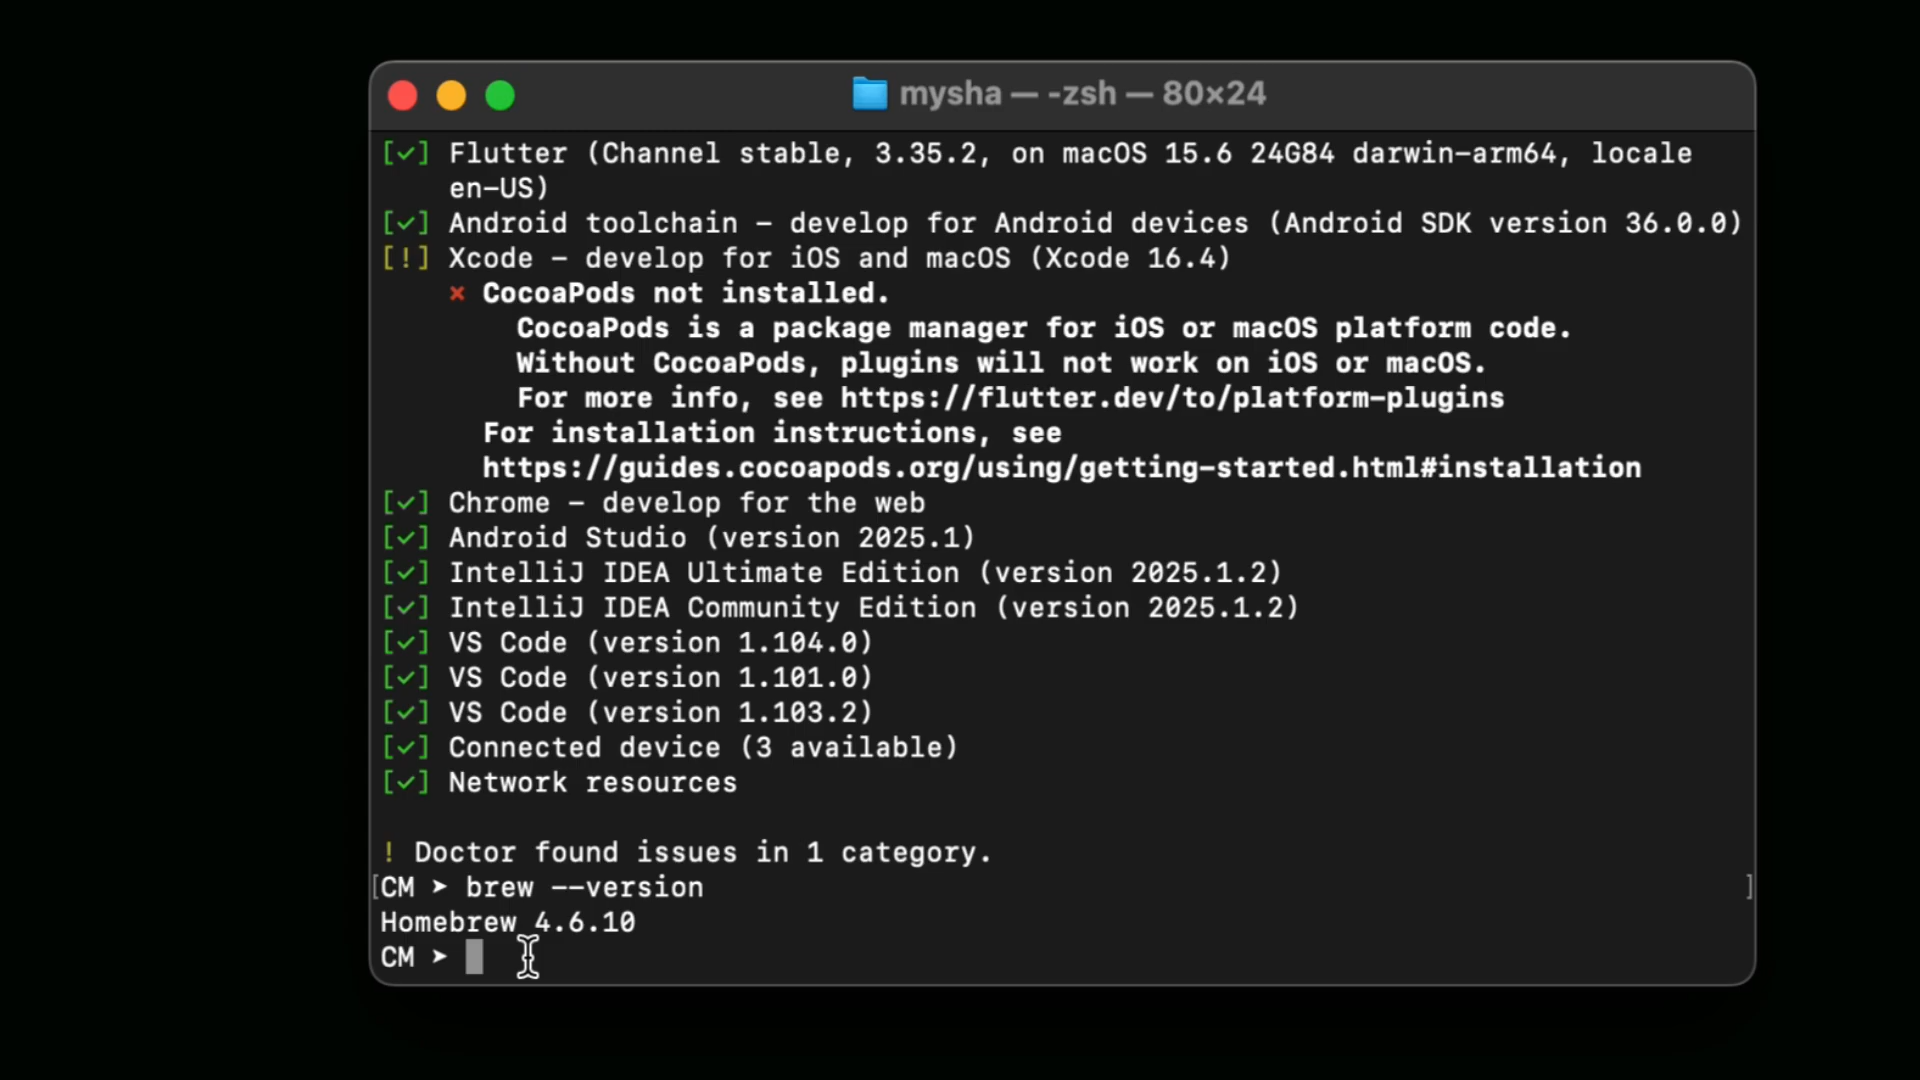 mysha — -zsh — 80×24
[✓] Flutter (Channel stable, 3.35.2, on macOS 15.6 24G84 darwin-arm64, locale
en-US)
[✓] Android toolchain - develop for Android devices (Android SDK version 36.0.0)
[!] Xcode - develop for iOS and macOS (Xcode 16.4)
✗ CocoaPods not installed.
CocoaPods is a package manager for iOS or macOS platform code.
Without CocoaPods, plugins will not work on iOS or macOS.
For more info, see https://flutter.dev/to/platform-plugins
For installation instructions, see
https://guides.cocoapods.org/using/getting-started.html#installation
[✓] Chrome - develop for the web
[✓] Android Studio (version 2025.1)
[✓] IntelliJ IDEA Ultimate Edition (version 2025.1.2)
[✓] IntelliJ IDEA Community Edition (version 2025.1.2)
[✓] VS Code (version 1.104.0)
[✓] VS Code (version 1.101.0)
[✓] VS Code (version 1.103.2)
[✓] Connected device (3 available)
[✓] Network resources
! Doctor found issues in 1 category.
[CM ➤ brew --version ]
Homebrew 4.6.10
CM ➤